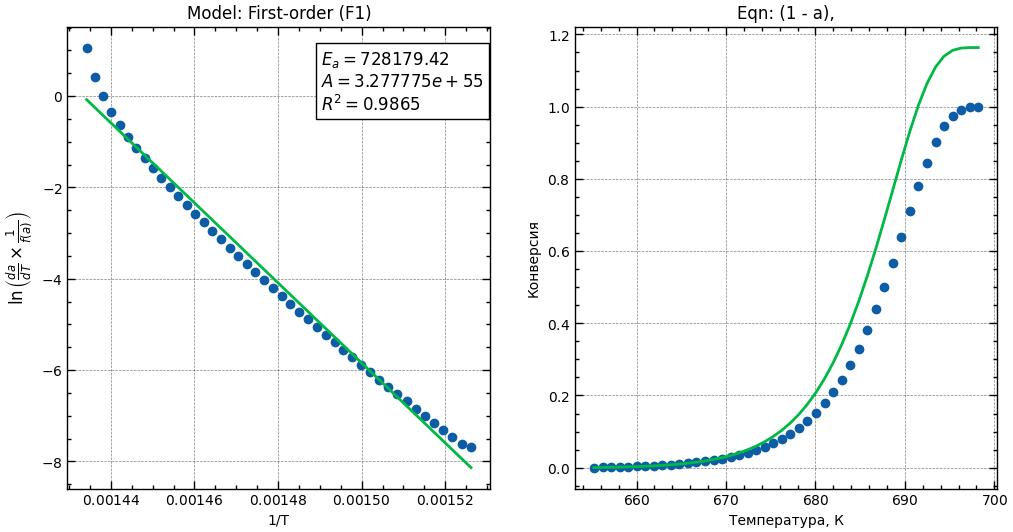 Model: First-order (F1)
E_a = 728179.42
A = 3.277775e + 55
R^2 = 0.9865
0
−2
−4
−6
−8
ln (da/dT × 1/f(a))
0.00144
0.00146
0.00148
0.00150
0.00152
1/T
Eqn: (1 - a),
1.2
1.0
0.8
0.6
0.4
0.2
0.0
Конверсия
660
670
680
690
700
Температура, К